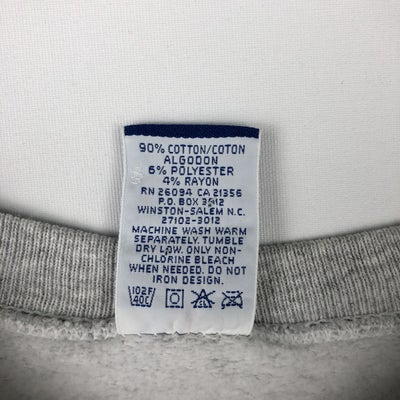 90% COTTON/COTON
ALGODON
6% POLYESTER
4% RAYON
RN 26094 CA 21356
P.O. BOX 3012
WINSTON-SALEM N.C.
27102-3012
MACHINE WASH WARM
SEPARATELY. TUMBLE
DRY LOW. ONLY NON-
CHLORINE BLEACH
WHEN NEEDED. DO NOT
IRON DESIGN.
102F
40C